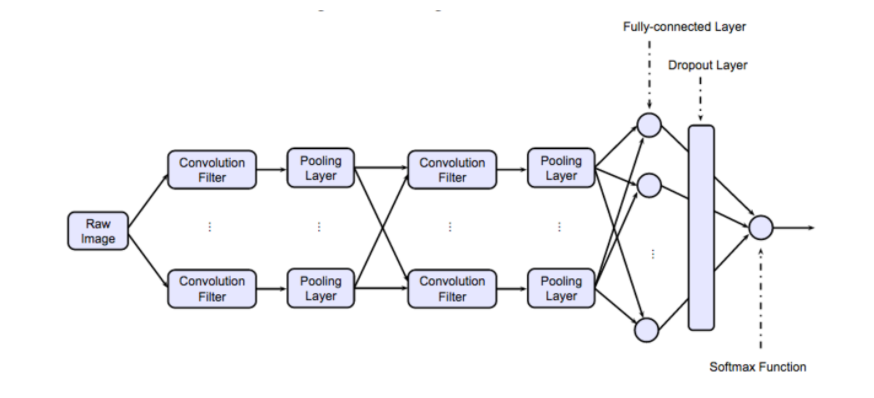 Fully-connected Layer
Dropout Layer
Convolution
Filter
Pooling
Layer
Convolution
Filter
Pooling
Layer
Raw
Image
Convolution
Filter
Pooling
Layer
Convolution
Filter
Pooling
Layer
Softmax Function